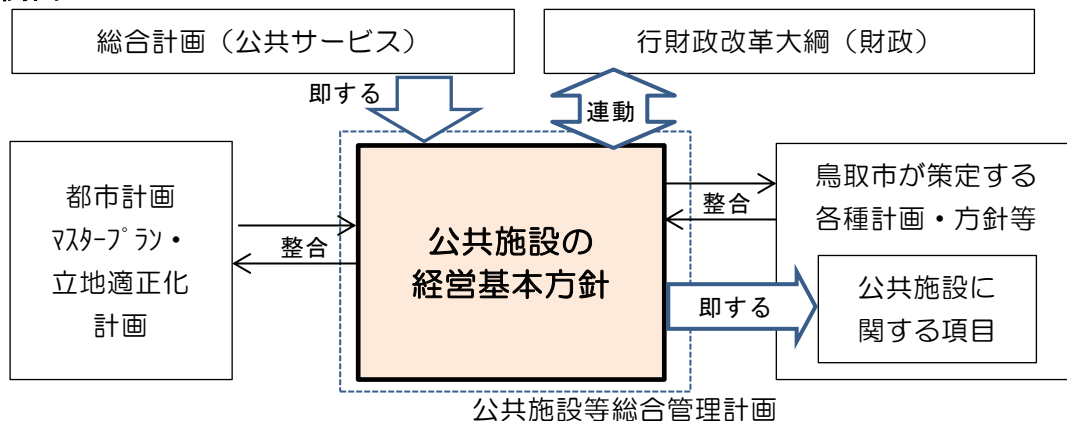 総合計画（公共サービス）
行財政改革大綱（財政）
即する
連動
都市計画
ﾏｽﾀｰﾌﾟﾗﾝ・
立地適正化
計画
整合
公共施設の
経営基本方針
整合
鳥取市が策定する
各種計画・方針等
即する
公共施設に
関する項目
公共施設等総合管理計画